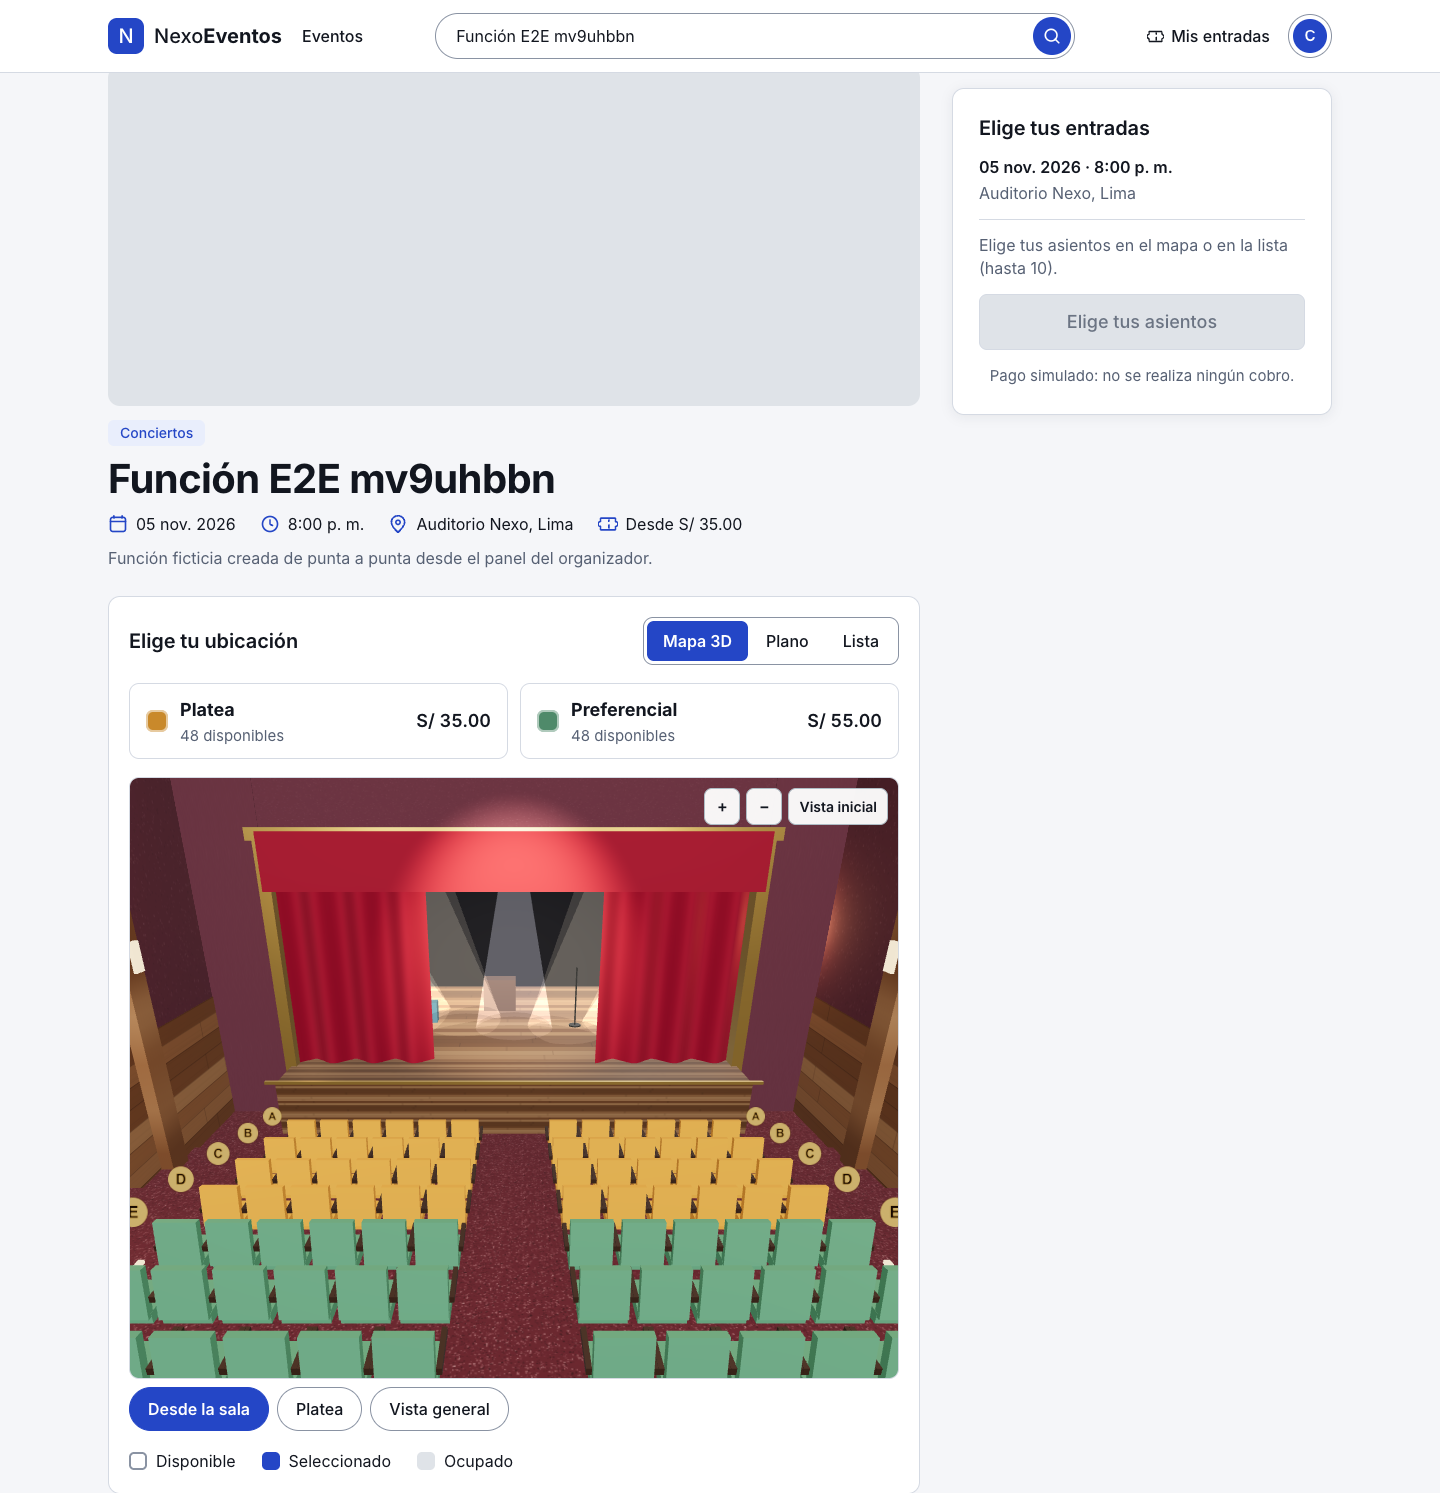 N NexoEventos Eventos Función E2E mv9uhbbn Mis entradas C
Elige tus entradas
05 nov. 2026 · 8:00 p. m.
Auditorio Nexo, Lima
Elige tus asientos en el mapa o en la lista
(hasta 10).
Elige tus asientos
Pago simulado: no se realiza ningún cobro.
Conciertos
Función E2E mv9uhbbn
05 nov. 2026 8:00 p. m. Auditorio Nexo, Lima Desde S/ 35.00
Función ficticia creada de punta a punta desde el panel del organizador.
Elige tu ubicación Mapa 3D Plano Lista
Platea S/ 35.00
48 disponibles
Preferencial S/ 55.00
48 disponibles
+ − Vista inicial
A A
B B
C C
D D
E E
Desde la sala Platea Vista general
Disponible Seleccionado Ocupado